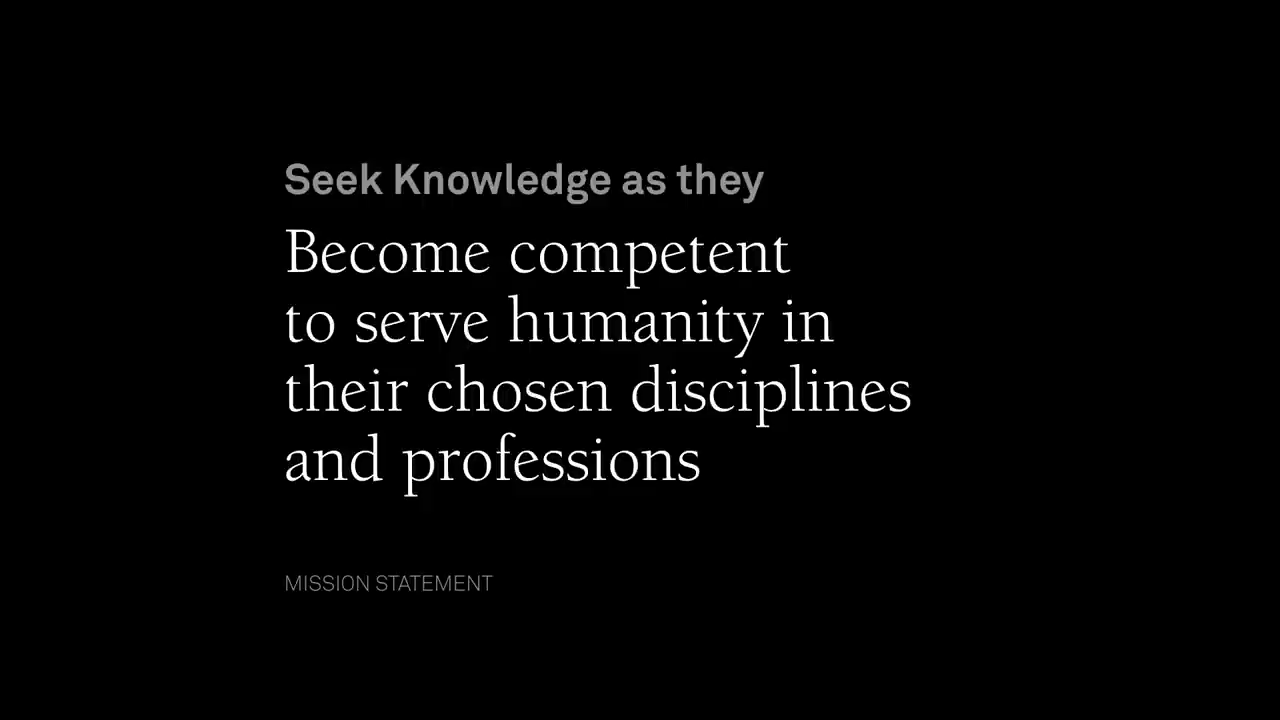 Seek Knowledge as they
Become competent
to serve humanity in
their chosen disciplines
and professions
MISSION STATEMENT